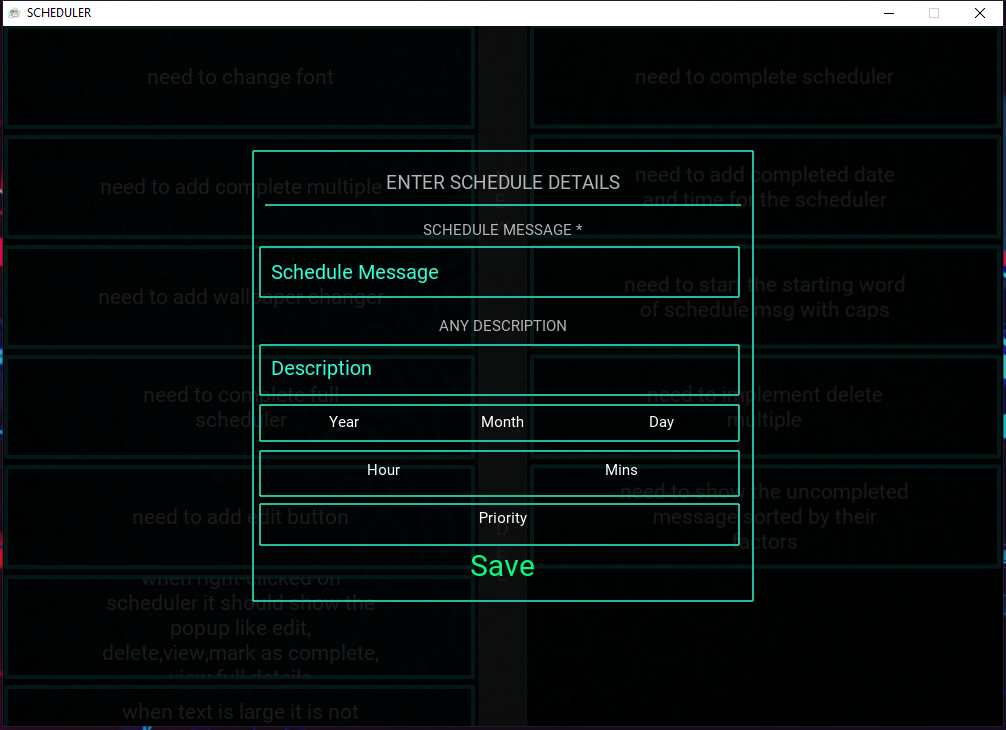 SCHEDULER
need to change font
need to complete scheduler
need to add complete multiple
need to add completed date
and time for the scheduler
need to add wallpaper changer
need to start the starting word
of schedule msg with caps
need to complete full
scheduler
need to implement delete
multiple
need to add edit button
need to show the uncompleted
message sorted by their
factors
when right-clicked on
scheduler it should show the
popup like edit,
delete,view,mark as complete,
view full details
when text is large it is not
ENTER SCHEDULE DETAILS
SCHEDULE MESSAGE *
Schedule Message
ANY DESCRIPTION
Description
Year Month Day
Hour Mins
Priority
Save